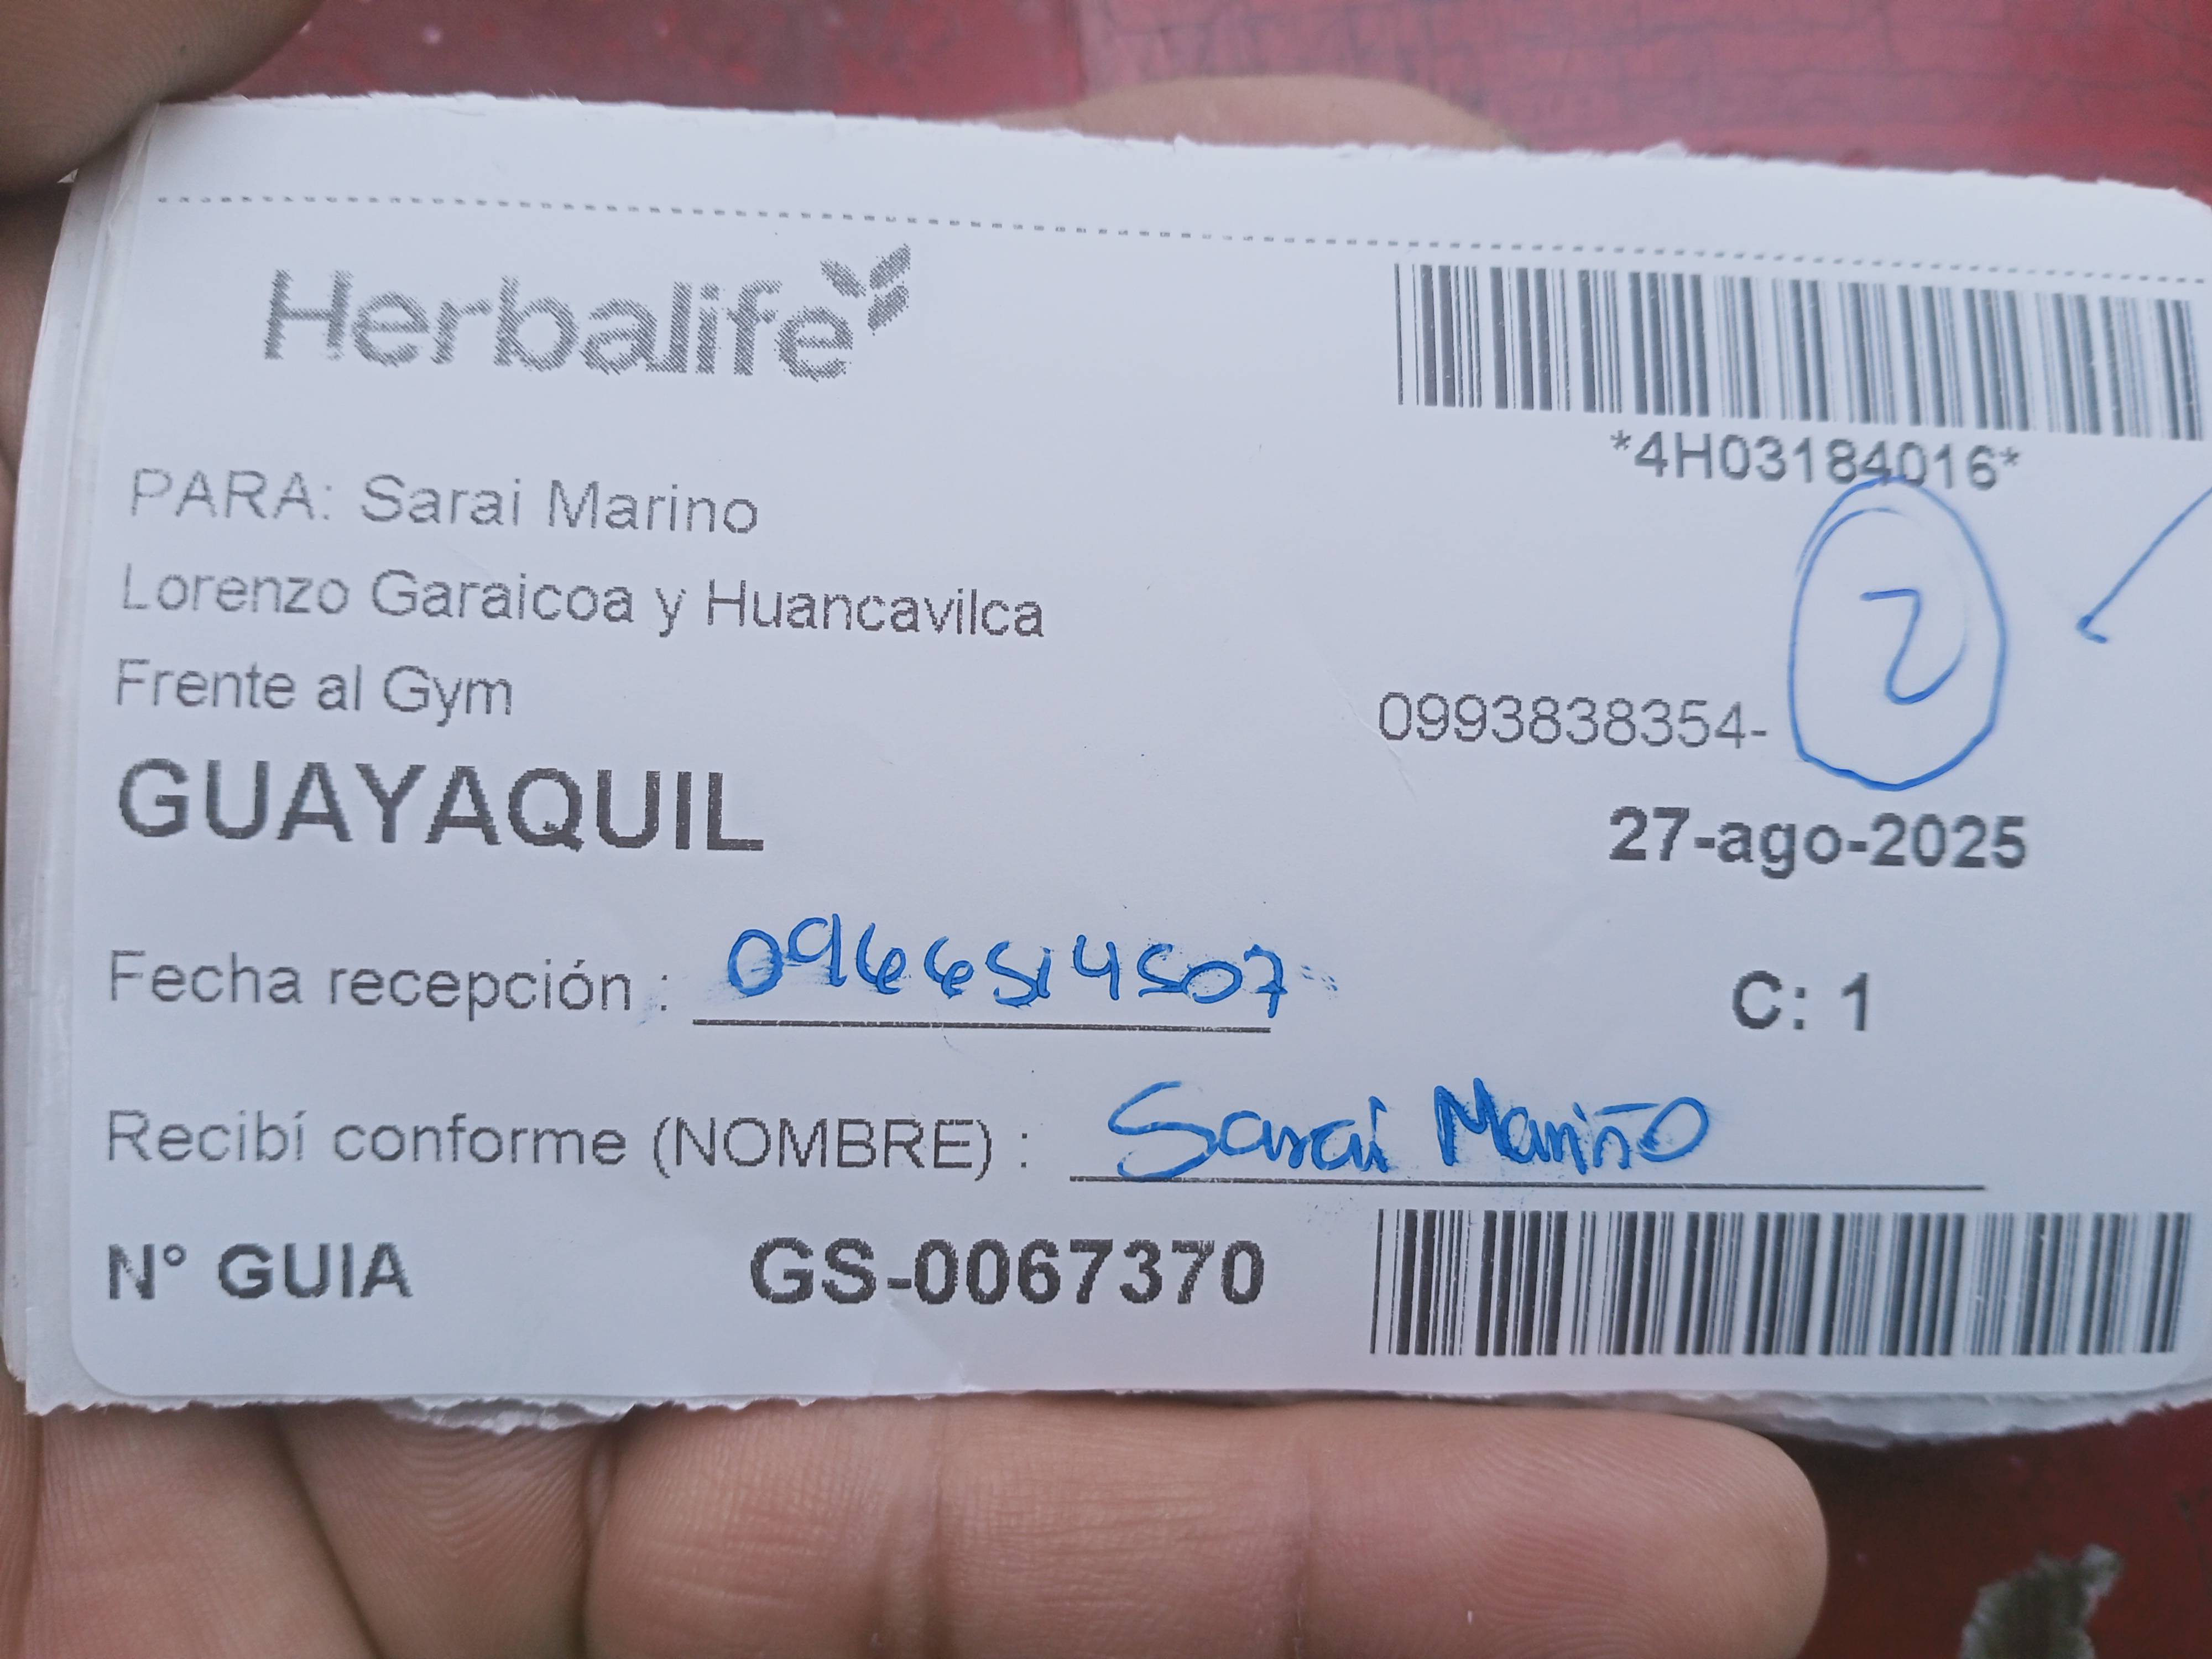 Herbalife
*4H03184016*
PARA: Sarai Marino
Lorenzo Garaicoa y Huancavilca
Frente al Gym
0993838354-
2
GUAYAQUIL
27-ago-2025
Fecha recepción : 0966514507
C: 1
Recibí conforme (NOMBRE) : Sarai Mariño
N° GUIA GS-0067370